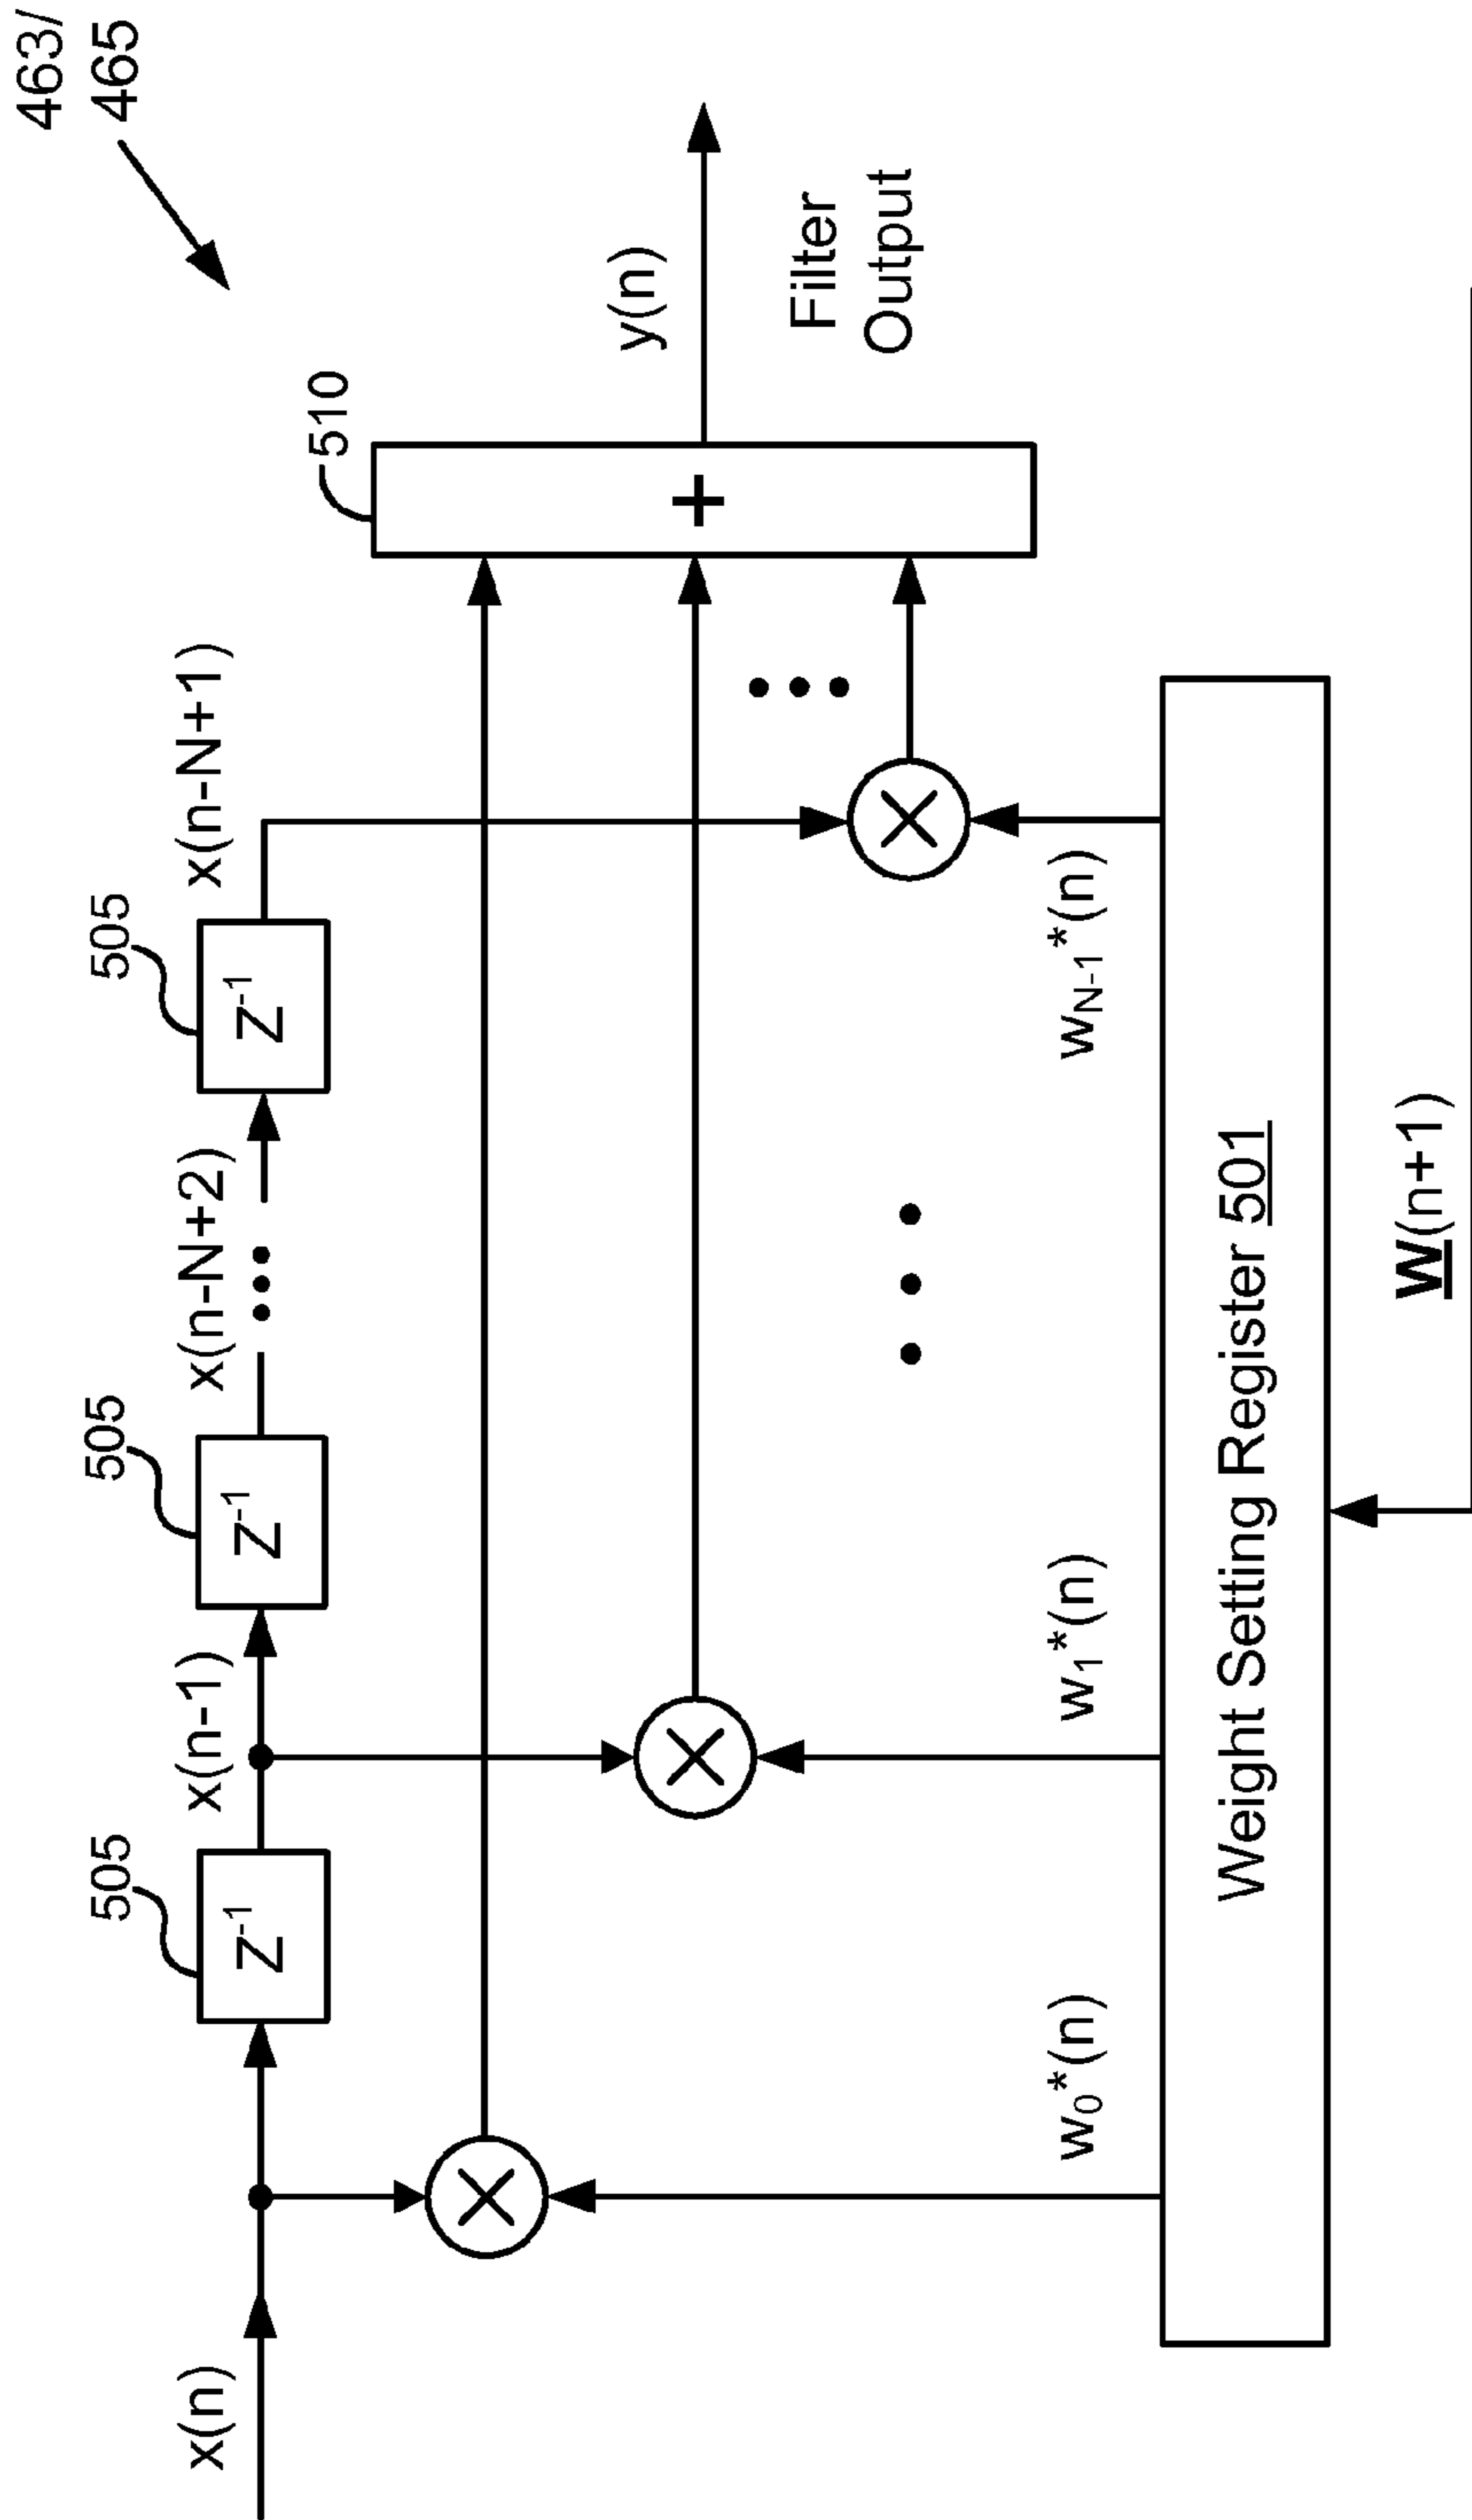 463/
465
505
505
505
x(n)
x(n-1)
x(n-N+2)
x(n-N+1)
Z-1
Z-1
Z-1
510
+
y(n)
Filter
Output
w0*(n)
w1*(n)
wN-1*(n)
Weight Setting Register 501
W(n+1)